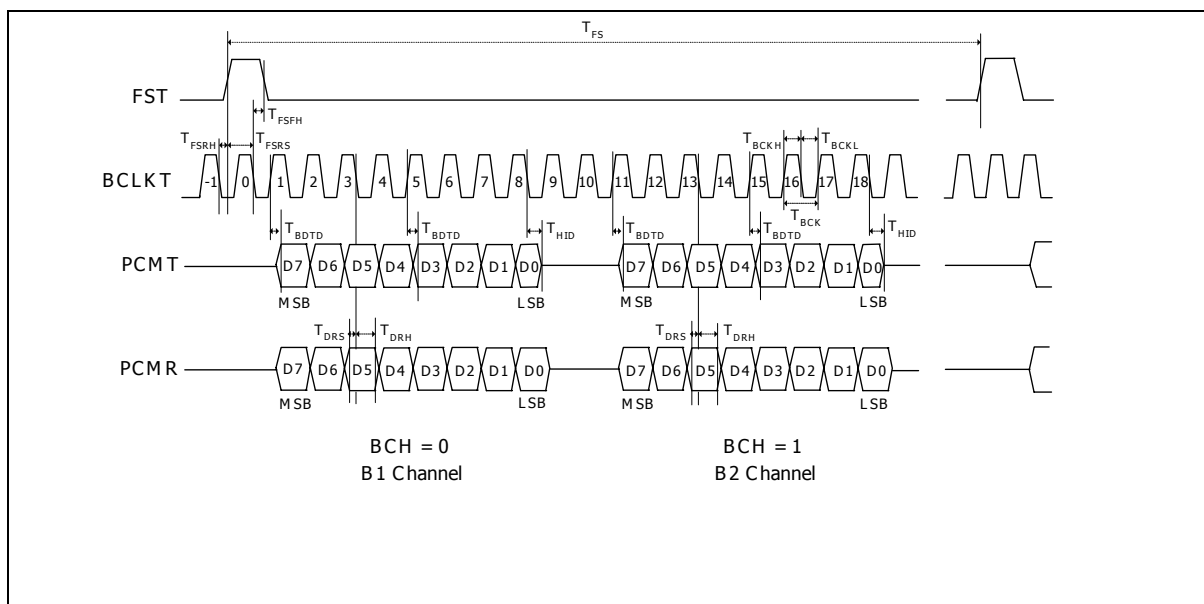 T_FS
FST
T_FSFH
T_FSRH T_FSRS T_BCKH T_BCKL
BCLKT -1 0 1 2 3 4 5 6 7 8 9 10 11 12 13 14 15 16 17 18
T_BCK
T_BDTD T_BDTD T_HID T_BDTD T_BDTD T_HID
PCMT D7 D6 D5 D4 D3 D2 D1 D0 D7 D6 D5 D4 D3 D2 D1 D0
MSB LSB MSB LSB
T_DRS T_DRH T_DRS T_DRH
PCMR D7 D6 D5 D4 D3 D2 D1 D0 D7 D6 D5 D4 D3 D2 D1 D0
MSB LSB MSB LSB
BCH = 0 BCH = 1
B1 Channel B2 Channel